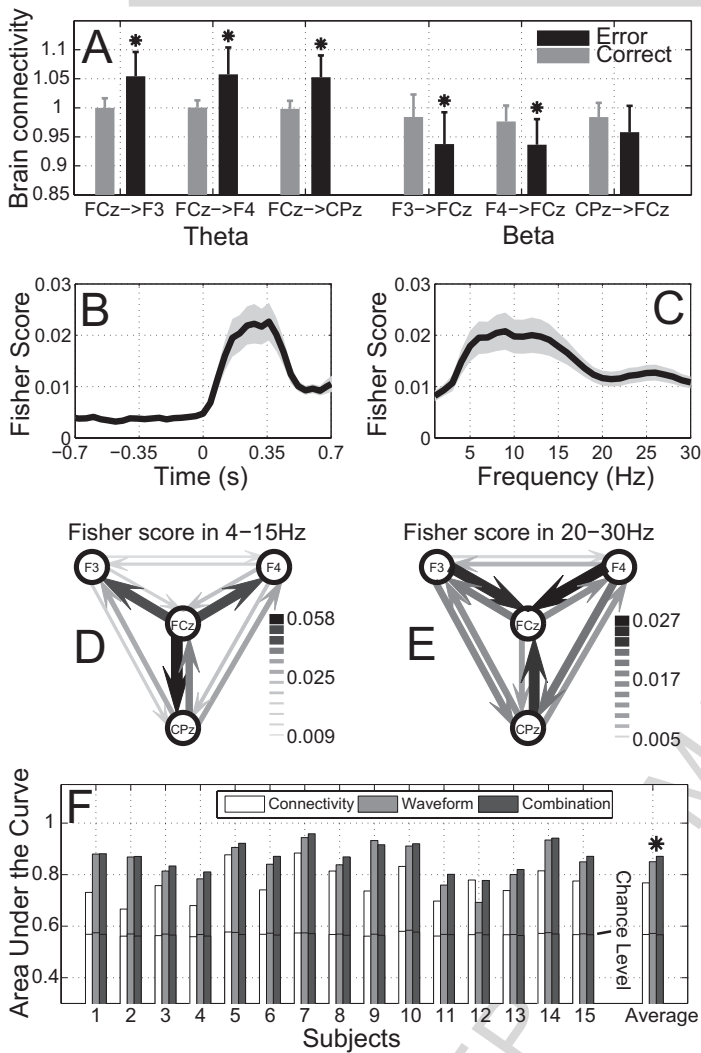 A
Error
Correct
Brain connectivity
1.1
1.05
1
0.95
0.9
0.85
FCz->F3 FCz->F4 FCz->CPz F3->FCz F4->FCz CPz->FCz
Theta Beta
B
Fisher Score
0.03
0.02
0.01
0
−0.7 −0.35 0 0.35 0.7
Time (s)
C
Fisher Score
0.03
0.02
0.01
0
5 10 15 20 25 30
Frequency (Hz)
Fisher score in 4−15Hz
F3 F4
FCz
CPz
D
0.058
0.025
0.009
Fisher score in 20−30Hz
F3 F4
FCz
CPz
E
0.027
0.017
0.005
F
Connectivity Waveform Combination
Area Under the Curve
1
0.8
0.6
0.4
Chance Level
1 2 3 4 5 6 7 8 9 10 11 12 13 14 15 Average
Subjects